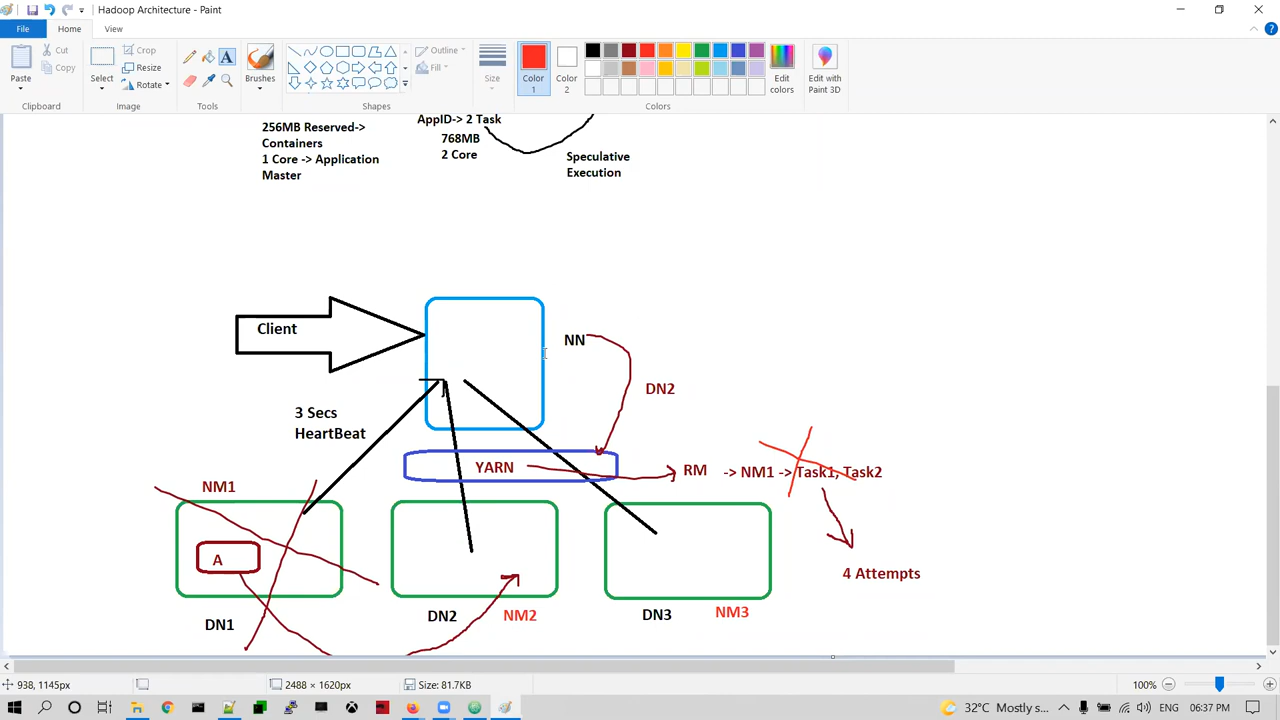 Hadoop Architecture - Paint
File
Home
View
Paste
Cut
Copy
Clipboard
Select
Crop
Resize
Rotate
Image
A
Tools
Brushes
Shapes
Outline
Fill
Size
Color
1
Color
2
Edit
colors
Colors
Edit with
Paint 3D
256MB Reserved->
Containers
1 Core -> Application
Master
AppID-> 2 Task
768MB
2 Core
Speculative
Execution
Client
NN
DN2
3 Secs
HeartBeat
YARN
RM
-> NM1 -> Task1, Task2
NM1
A
4 Attempts
DN1
DN2
NM2
DN3
NM3
938, 1145px
2488 × 1620px
Size: 81.7KB
100%
32°C Mostly s...
ENG
06:37 PM